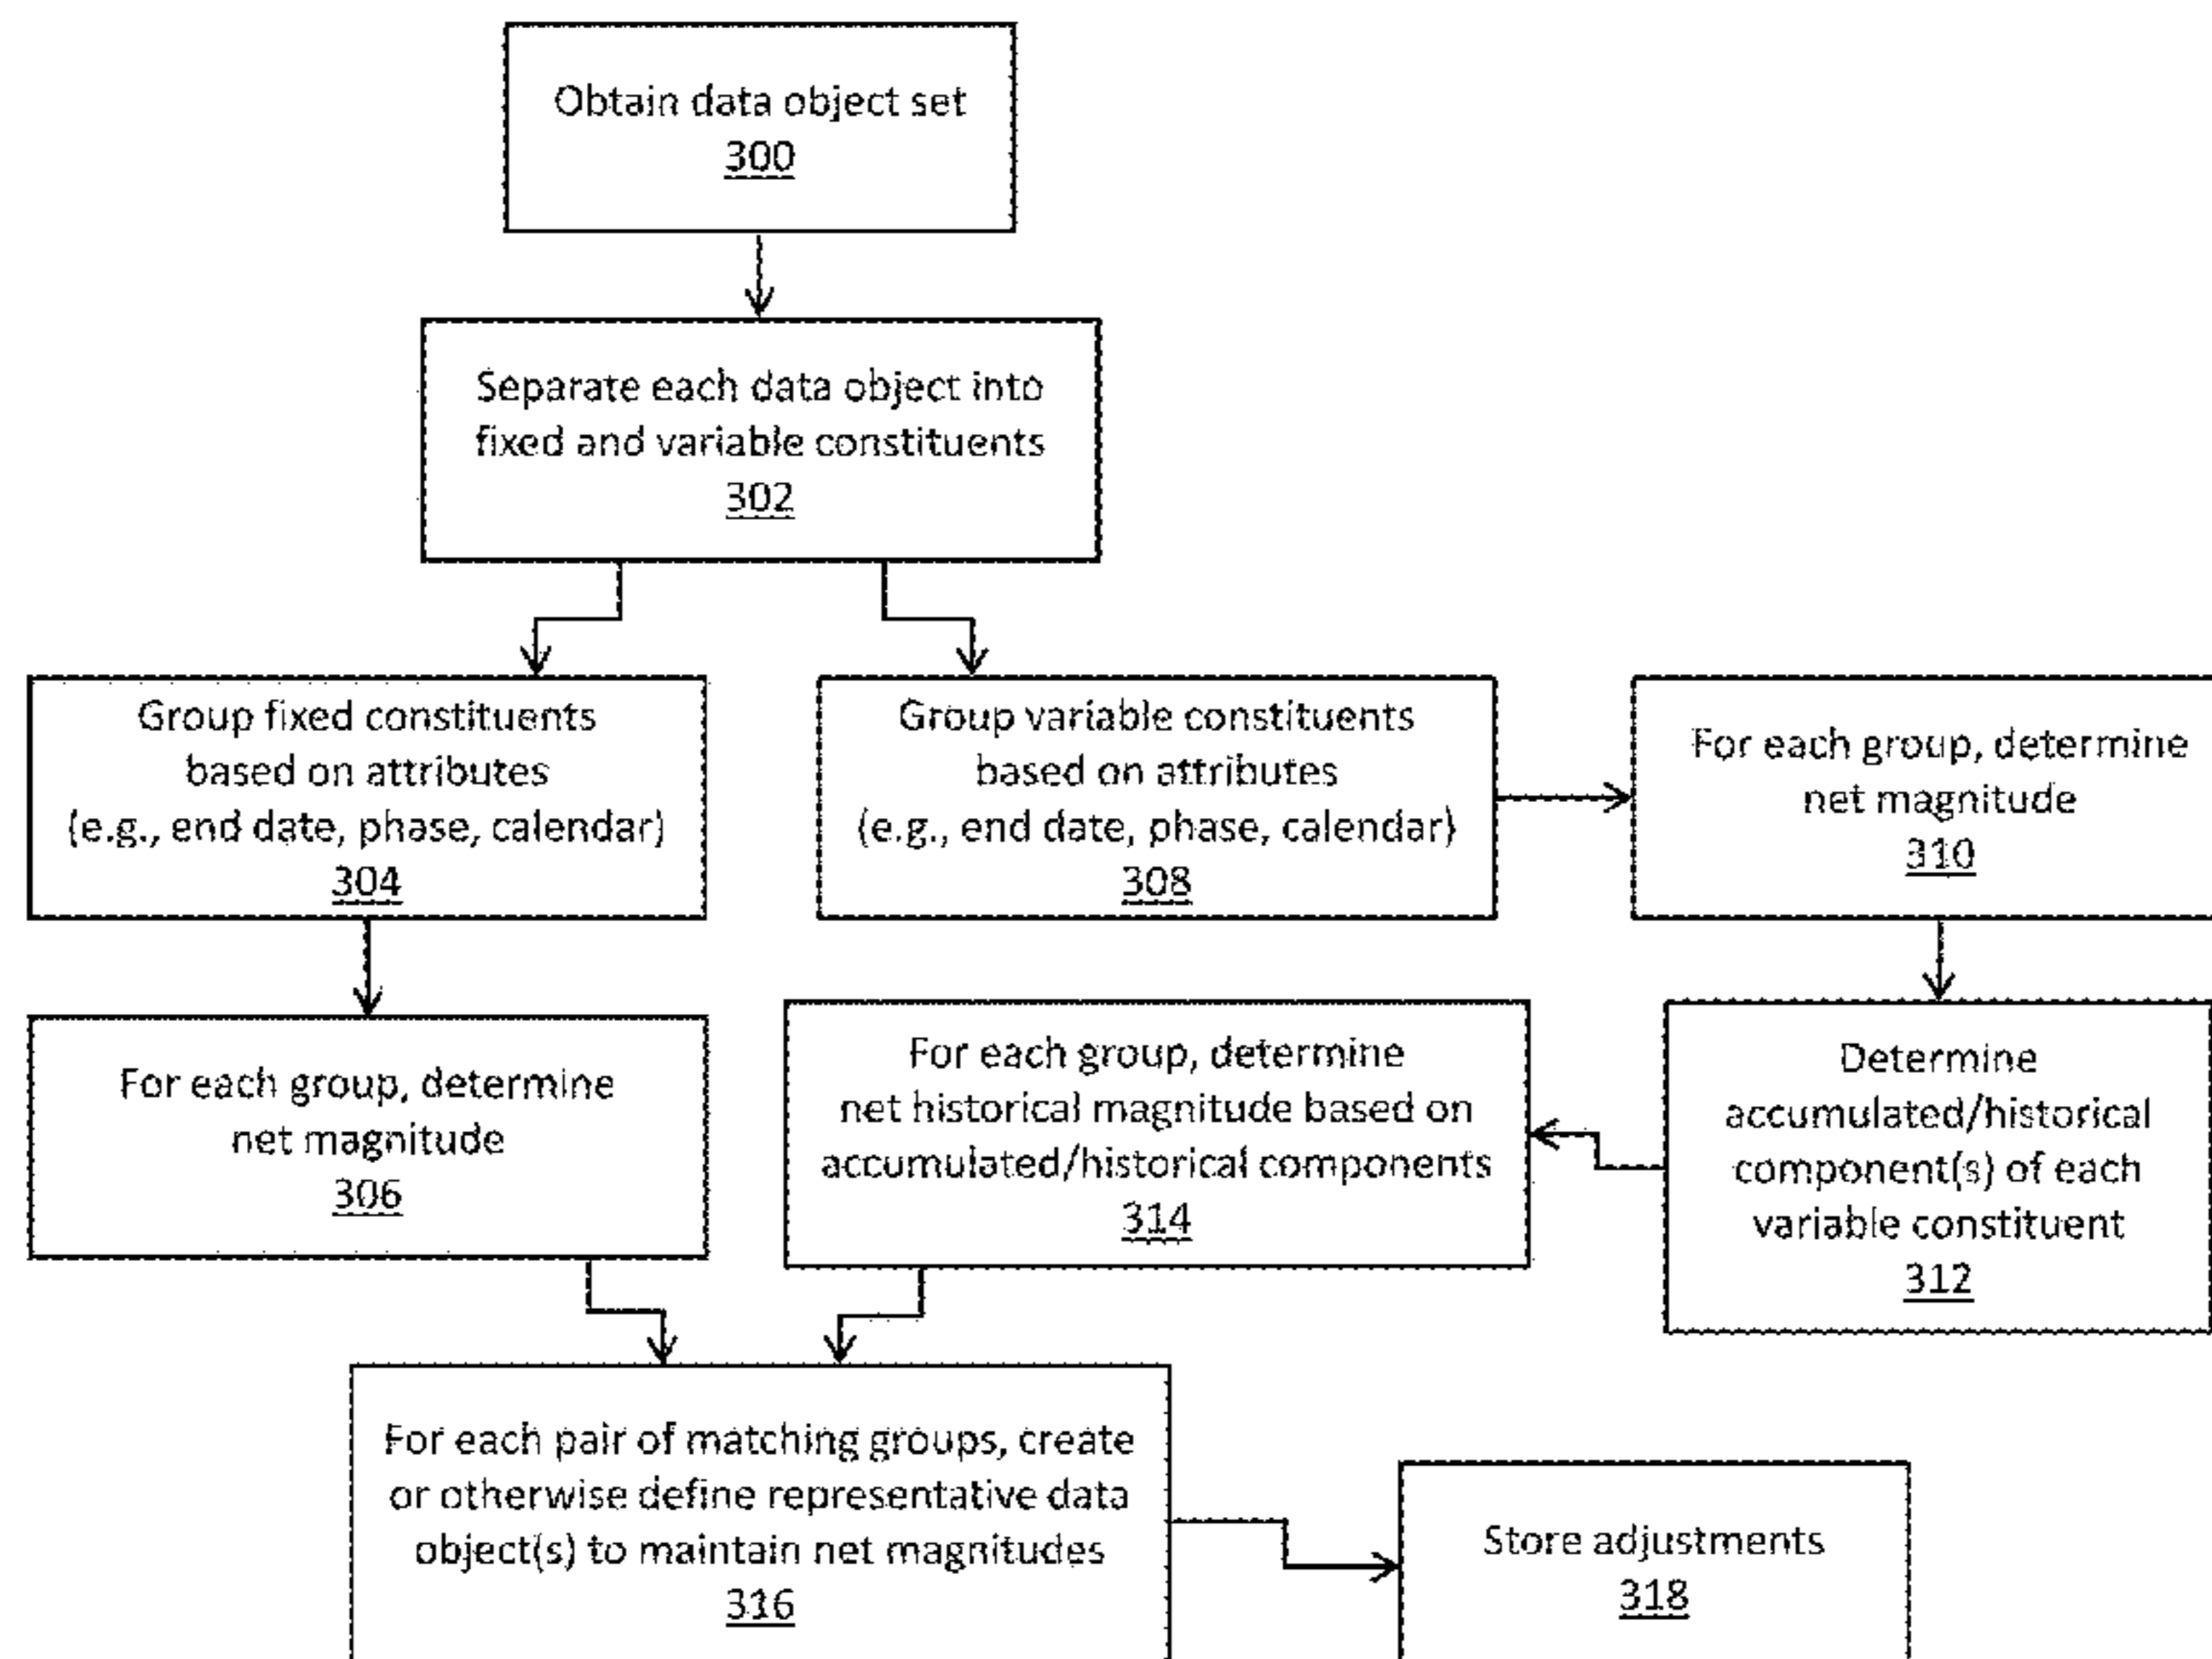 Obtain data object set
300
Separate each data object into
fixed and variable constituents
302
Group fixed constituents
based on attributes
(e.g., end date, phase, calendar)
304
Group variable constituents
based on attributes
(e.g., end date, phase, calendar)
308
For each group, determine
net magnitude
310
For each group, determine
net magnitude
306
For each group, determine
net historical magnitude based on
accumulated/historical components
314
Determine
accumulated/historical
component(s) of each
variable constituent
312
For each pair of matching groups, create
or otherwise define representative data
object(s) to maintain net magnitudes
316
Store adjustments
318